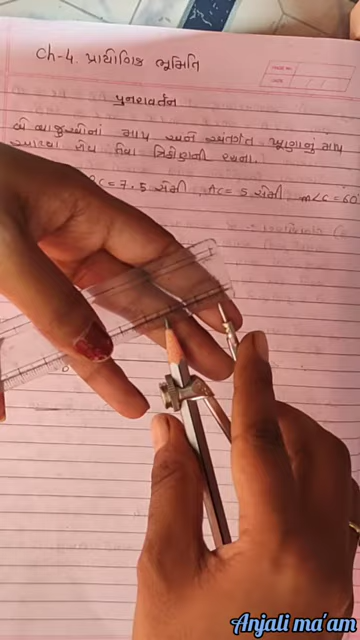 Ch-4. પ્રાયોગિક ભૂમિતિ
પુનરાવર્તન
બે બાજુઓનાં માપ અને અંતર્ગત ખૂણાનું માપ
આપ્યા હોય તેવા ત્રિકોણની રચના.
BC = 7.5 સેમી, AC = 5 સેમી, m∠C = 60
Anjali ma'am